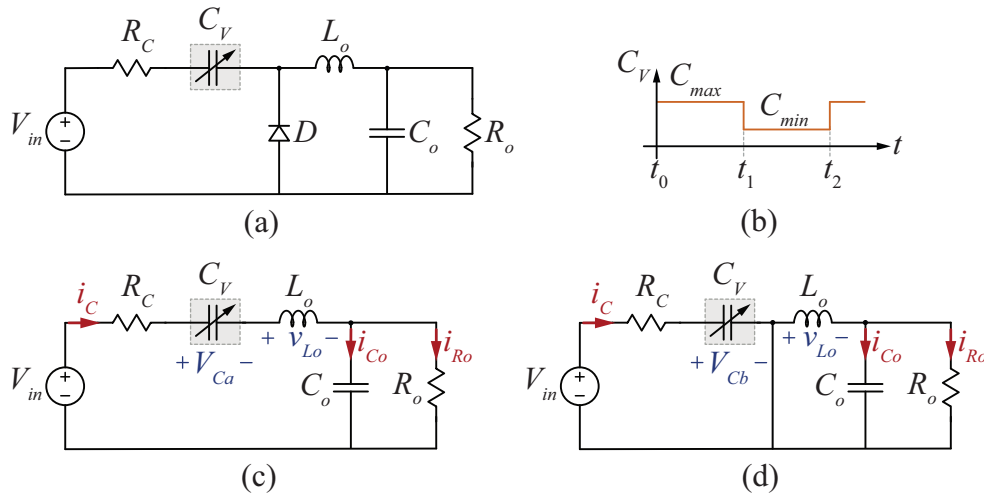 R_C
C_V
L_o
V_in
+
−
D
C_o
R_o
(a)
C_V
C_max
C_min
t
t_0
t_1
t_2
(b)
i_C
R_C
C_V
L_o
+ V_Ca −
+ v_Lo −
i_Co
i_Ro
V_in
+
−
C_o
R_o
(c)
i_C
R_C
C_V
L_o
+ V_Cb −
+ v_Lo −
i_Co
i_Ro
V_in
+
−
C_o
R_o
(d)